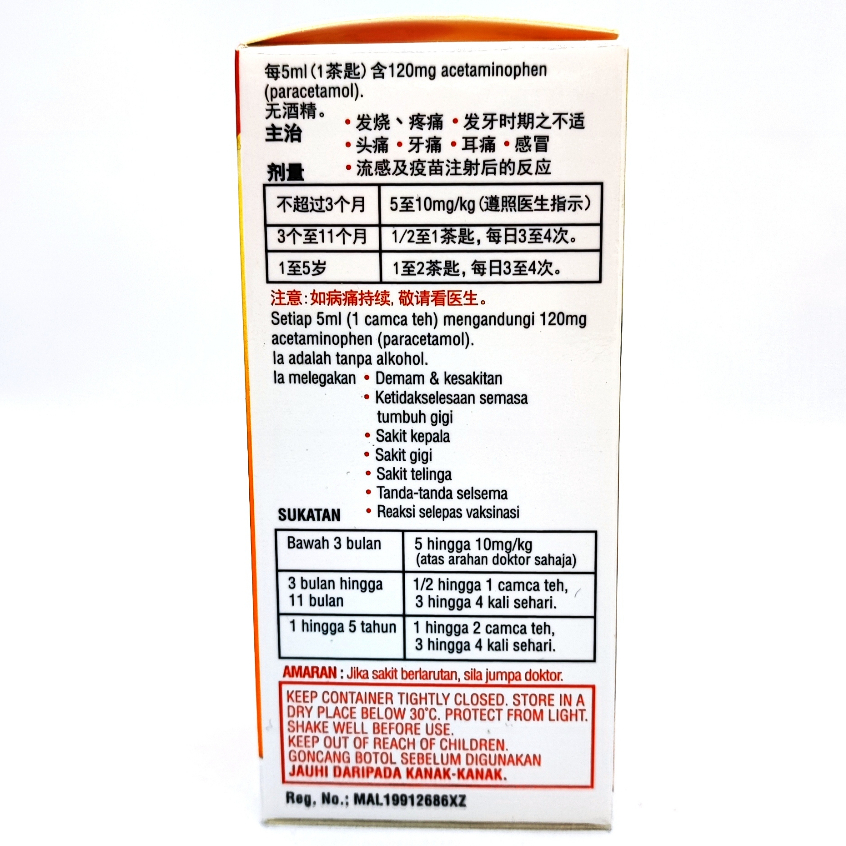 每5ml(1茶匙)含120mg acetaminophen
(paracetamol).
无酒精。
主治 • 发烧、疼痛 • 发牙时期之不适
• 头痛 • 牙痛 • 耳痛 • 感冒
• 流感及疫苗注射后的反应
剂量
不超过3个月 5至10mg/kg(遵照医生指示)
3个至11个月 1/2至1茶匙, 每日3至4次。
1至5岁 1至2茶匙, 每日3至4次。
注意:如病痛持续, 敬请看医生。
Setiap 5ml (1 camca teh) mengandungi 120mg
acetaminophen (paracetamol).
Ia adalah tanpa alkohol.
Ia melegakan • Demam & kesakitan
• Ketidakselesaan semasa
tumbuh gigi
• Sakit kepala
• Sakit gigi
• Sakit telinga
• Tanda-tanda selsema
• Reaksi selepas vaksinasi
SUKATAN
Bawah 3 bulan 5 hingga 10mg/kg
(atas arahan doktor sahaja)
3 bulan hingga 1/2 hingga 1 camca teh,
11 bulan 3 hingga 4 kali sehari.
1 hingga 5 tahun 1 hingga 2 camca teh,
3 hingga 4 kali sehari.
AMARAN : Jika sakit berlarutan, sila jumpa doktor.
KEEP CONTAINER TIGHTLY CLOSED. STORE IN A
DRY PLACE BELOW 30°C. PROTECT FROM LIGHT.
SHAKE WELL BEFORE USE.
KEEP OUT OF REACH OF CHILDREN.
GONCANG BOTOL SEBELUM DIGUNAKAN
JAUHI DARIPADA KANAK-KANAK.
Reg. No.; MAL19912686XZ